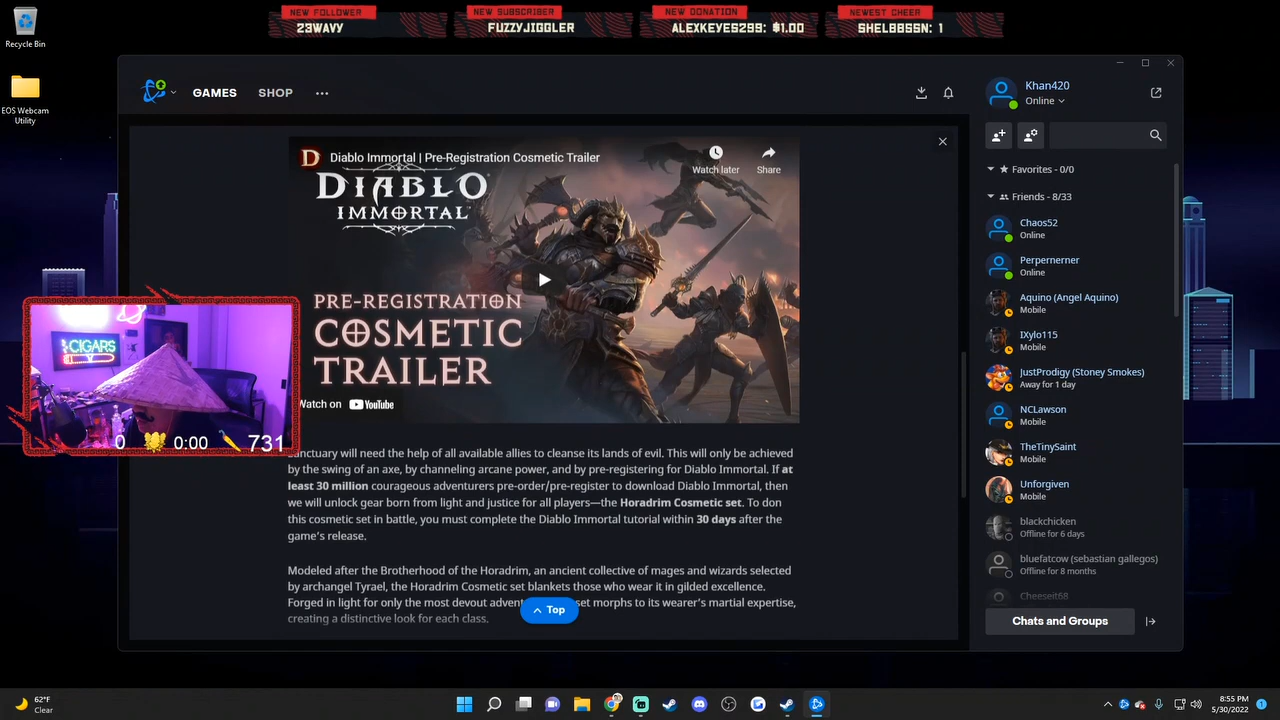 NEW FOLLOWER
23WAVY
NEW SUBSCRIBER
FUZZYJIGGLER
NEW DONATION
ALEXKEYES299: $1.00
NEWEST CHEER
SHEL88SSN: 1
Recycle Bin
EOS Webcam
Utility
GAMES
SHOP
Khan420
Online
Diablo Immortal | Pre-Registration Cosmetic Trailer
Watch later
Share
DIABLO
IMMORTAL
PRE-REGISTRATION
COSMETIC
TRAILER
Watch on YouTube
CIGARS
0
0:00
731
Sanctuary will need the help of all available allies to cleanse its lands of evil. This will only be achieved
by the swing of an axe, by channeling arcane power, and by pre-registering for Diablo Immortal. If at
least 30 million courageous adventurers pre-order/pre-register to download Diablo Immortal, then
we will unlock gear born from light and justice for all players—the Horadrim Cosmetic set. To don
this cosmetic set in battle, you must complete the Diablo Immortal tutorial within 30 days after the
game's release.
Modeled after the Brotherhood of the Horadrim, an ancient collective of mages and wizards selected
by archangel Tyrael, the Horadrim Cosmetic set blankets those who wear it in gilded excellence.
Forged in light for only the most devout advent set morphs to its wearer's martial expertise,
creating a distinctive look for each class.
Top
Favorites - 0/0
Friends - 8/33
Chaos52
Online
Perpernerner
Online
Aquino (Angel Aquino)
Mobile
IXylo115
Mobile
JustProdigy (Stoney Smokes)
Away for 1 day
NCLawson
Mobile
TheTinySaint
Mobile
Unforgiven
Mobile
blackchicken
Offline for 6 days
bluefatcow (sebastian gallegos)
Offline for 8 months
Cheeseit68
Chats and Groups
62°F
Clear
8:55 PM
5/30/2022